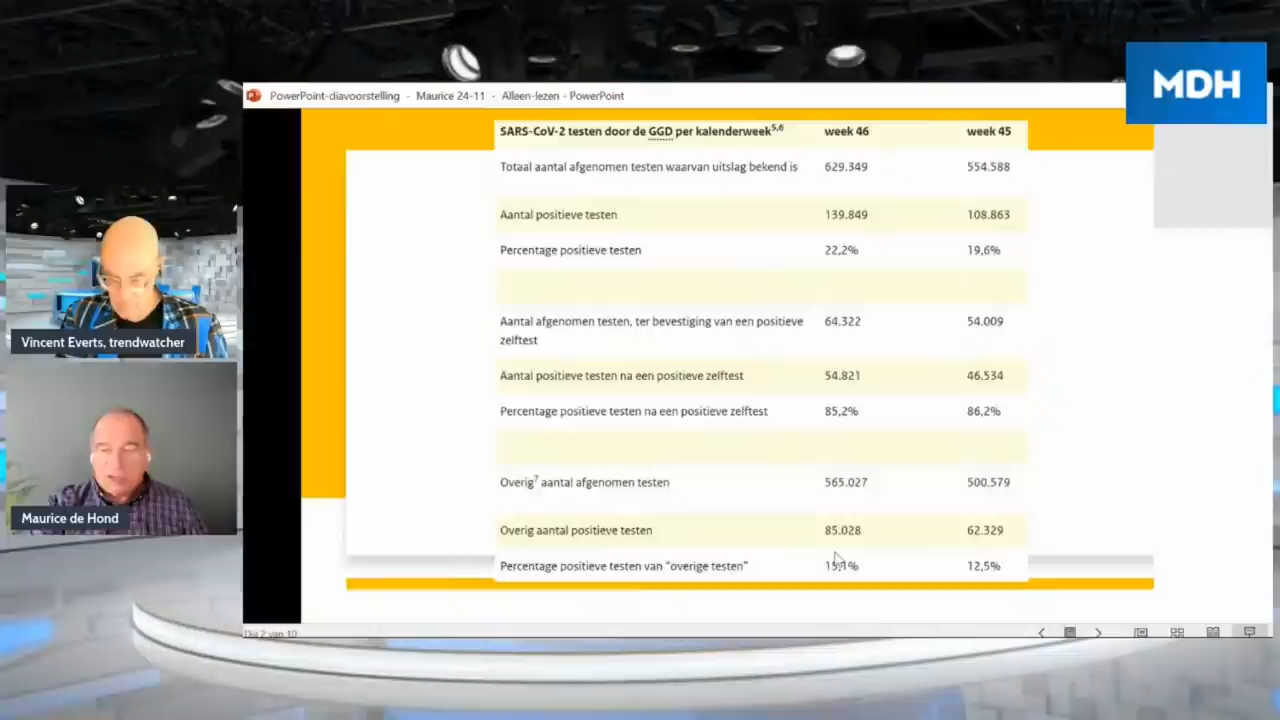 MDH
PowerPoint-diavoorstelling - Maurice 24-11 - Alleen-lezen - PowerPoint
SARS-CoV-2 testen door de GGD per kalenderweek5,6 week 46 week 45
Totaal aantal afgenomen testen waarvan uitslag bekend is 629.349 554.588
Aantal positieve testen 139.849 108.863
Percentage positieve testen 22,2% 19,6%
Aantal afgenomen testen, ter bevestiging van een positieve 64.322 54.009
zelftest
Aantal positieve testen na een positieve zelftest 54.821 46.534
Percentage positieve testen na een positieve zelftest 85,2% 86,2%
Overig7 aantal afgenomen testen 565.027 500.579
Overig aantal positieve testen 85.028 62.329
Percentage positieve testen van “overige testen” 12,5%
Dia 2 van 10
Vincent Everts, trendwatcher
Maurice de Hond